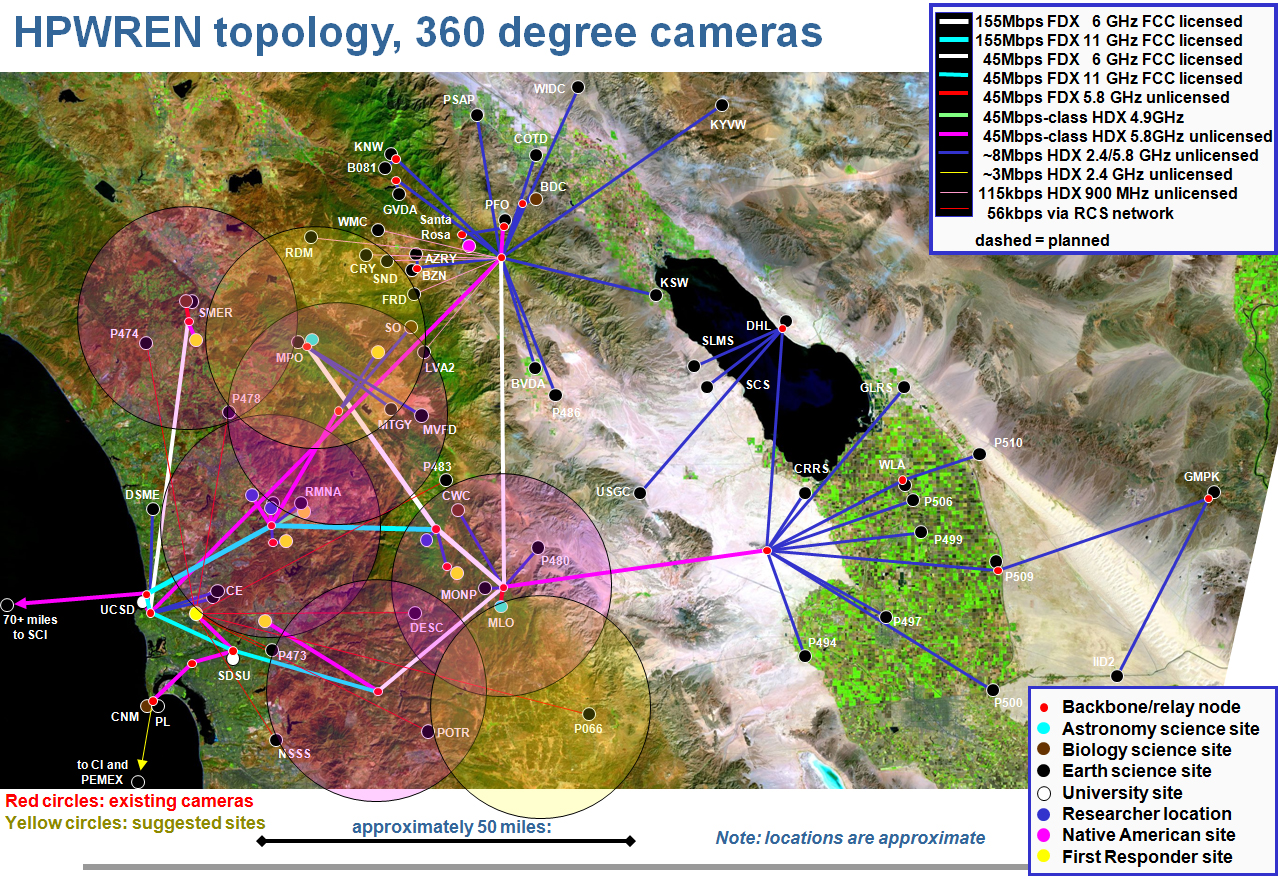 HPWREN topology, 360 degree cameras
155Mbps FDX 6 GHz FCC licensed
155Mbps FDX 11 GHz FCC licensed
45Mbps FDX 6 GHz FCC licensed
45Mbps FDX 11 GHz FCC licensed
45Mbps FDX 5.8 GHz unlicensed
45Mbps-class HDX 4.9GHz
45Mbps-class HDX 5.8GHz unlicensed
~8Mbps HDX 2.4/5.8 GHz unlicensed
~3Mbps HDX 2.4 GHz unlicensed
115kbps HDX 900 MHz unlicensed
56kbps via RCS network
dashed = planned
WIDC
PSAP
KYVW
COTD
KNW
B081
BDC
GVDA
PFO
WMC
Santa
Rosa
RDM
AZRY
CRY
SND
BZN
KSW
FRD
SMER
SO
DHL
P474
MPO
SLMS
LVA2
BVDA
SCS
GLRS
P478
P486
MTGY
MVFD
P510
P483
CRRS
WLA
GMPK
DSME
RMNA
CWC
USGC
P506
P499
P480
P509
CE
MONP
UCSD
MLO
70+ miles
to SCI
DESC
P497
P494
P473
SDSU
IID2
P500
CNM
PL
POTR
P066
NSSS
to CI and
PEMEX
Backbone/relay node
Astronomy science site
Biology science site
Earth science site
University site
Researcher location
Native American site
First Responder site
Red circles: existing cameras
Yellow circles: suggested sites
approximately 50 miles:
Note: locations are approximate